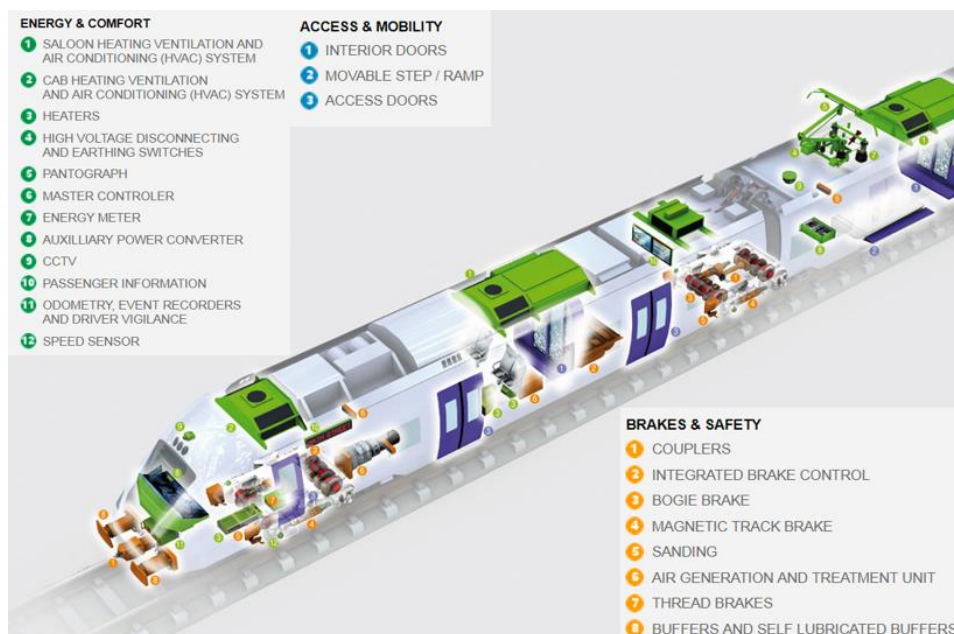 ENERGY & COMFORT
1 SALOON HEATING VENTILATION AND
AIR CONDITIONING (HVAC) SYSTEM
2 CAB HEATING VENTILATION
AND AIR CONDITIONING (HVAC) SYSTEM
3 HEATERS
4 HIGH VOLTAGE DISCONNECTING
AND EARTHING SWITCHES
5 PANTOGRAPH
6 MASTER CONTROLER
7 ENERGY METER
8 AUXILLIARY POWER CONVERTER
9 CCTV
10 PASSENGER INFORMATION
11 ODOMETRY, EVENT RECORDERS
AND DRIVER VIGILANCE
12 SPEED SENSOR
ACCESS & MOBILITY
1 INTERIOR DOORS
2 MOVABLE STEP / RAMP
3 ACCESS DOORS
BRAKES & SAFETY
1 COUPLERS
2 INTEGRATED BRAKE CONTROL
3 BOGIE BRAKE
4 MAGNETIC TRACK BRAKE
5 SANDING
6 AIR GENERATION AND TREATMENT UNIT
7 THREAD BRAKES
8 BUFFERS AND SELF LUBRICATED BUFFERS